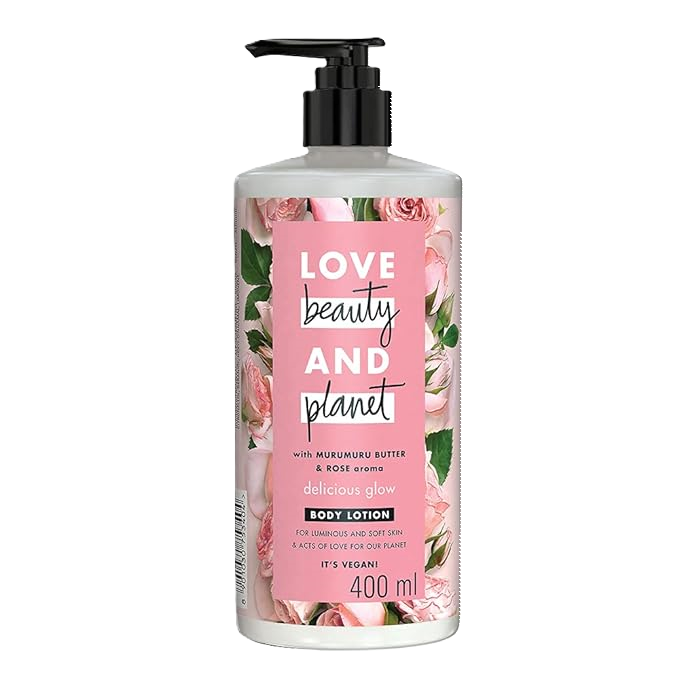 LOVE
beauty
AND
planet
with MURUMURU BUTTER
& ROSE aroma
delicious glow
BODY LOTION
FOR LUMINOUS AND SOFT SKIN
& ACTS OF LOVE FOR OUR PLANET
IT'S VEGAN!
400 ml